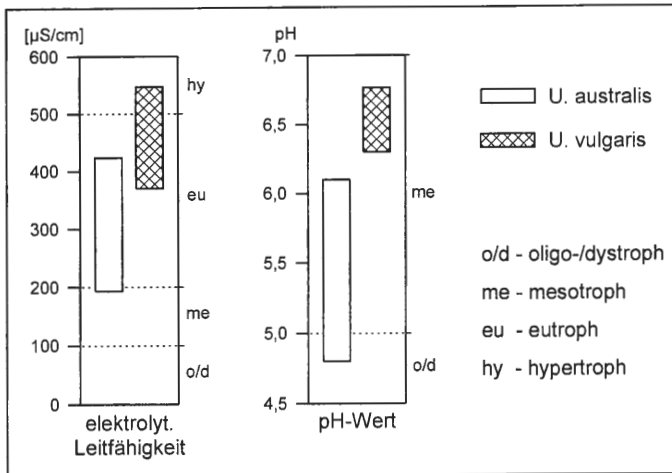 [µS/cm]
600
500
400
300
200
100
0
hy
eu
me
o/d
elektrolyt.
Leitfähigkeit
pH
7,0
6,5
6,0
5,5
5,0
4,5
me
o/d
pH-Wert
U. australis
U. vulgaris
o/d - oligo-/dystroph
me - mesotroph
eu - eutroph
hy - hypertroph